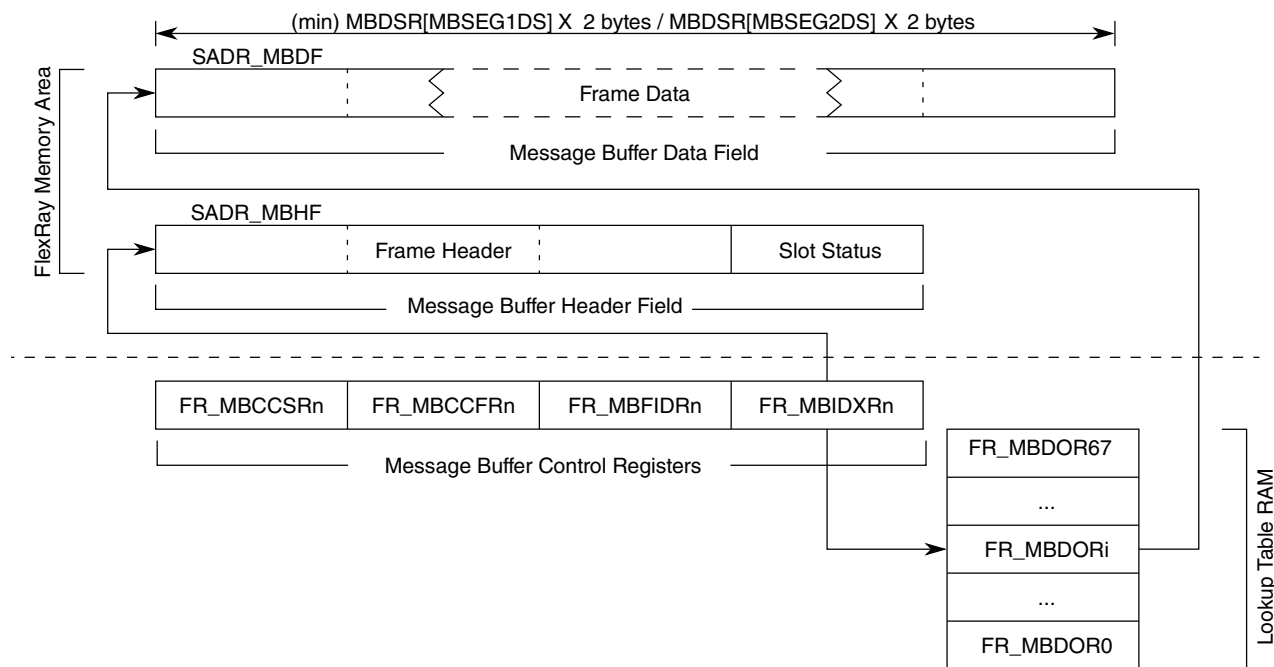 (min) MBDSR[MBSEG1DS] X 2 bytes / MBDSR[MBSEG2DS] X 2 bytes
SADR_MBDF
Frame Data
Message Buffer Data Field
FlexRay Memory Area
SADR_MBHF
Frame Header
Slot Status
Message Buffer Header Field
FR_MBCCSRn
FR_MBCCFRn
FR_MBFIDRn
FR_MBIDXRn
Message Buffer Control Registers
FR_MBDOR67
...
FR_MBDORi
...
FR_MBDOR0
Lookup Table RAM